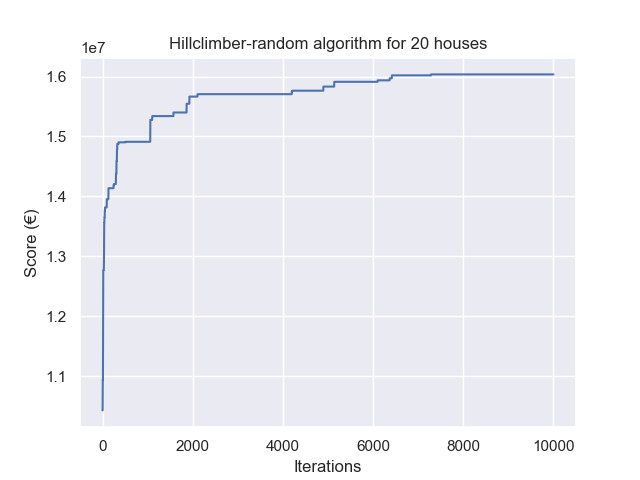 Hillclimber-random algorithm for 20 houses
1e7
1.6
1.5
1.4
1.3
1.2
1.1
Score (€)
0 2000 4000 6000 8000 10000
Iterations